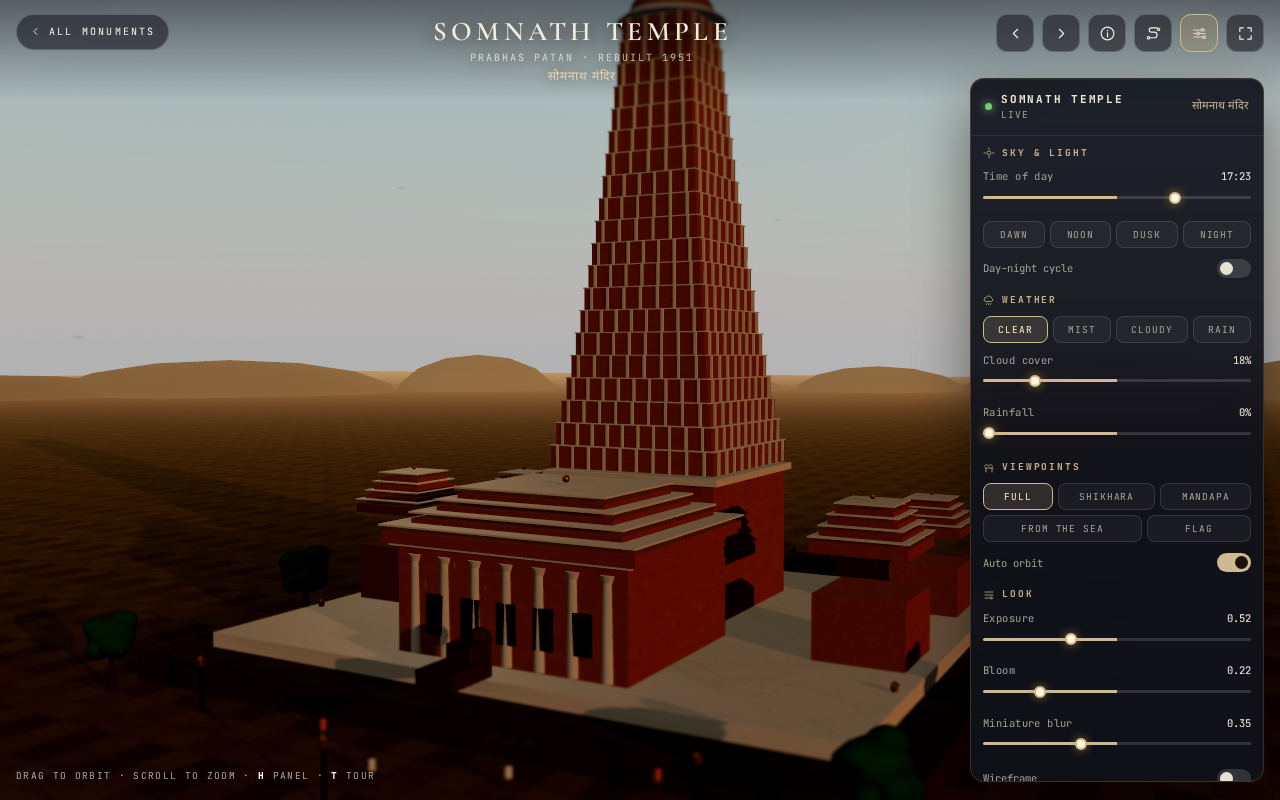 ALL MONUMENTS
SOMNATH TEMPLE
PRABHAS PATAN · REBUILT 1951
सोमनाथ मंदिर
SOMNATH TEMPLE
LIVE
सोमनाथ मंदिर
SKY & LIGHT
Time of day 17:23
DAWN NOON DUSK NIGHT
Day–night cycle
WEATHER
CLEAR MIST CLOUDY RAIN
Cloud cover 18%
Rainfall 0%
VIEWPOINTS
FULL SHIKHARA MANDAPA
FROM THE SEA FLAG
Auto orbit
LOOK
Exposure 0.52
Bloom 0.22
Miniature blur 0.35
Wireframe
DRAG TO ORBIT · SCROLL TO ZOOM · H PANEL · T TOUR